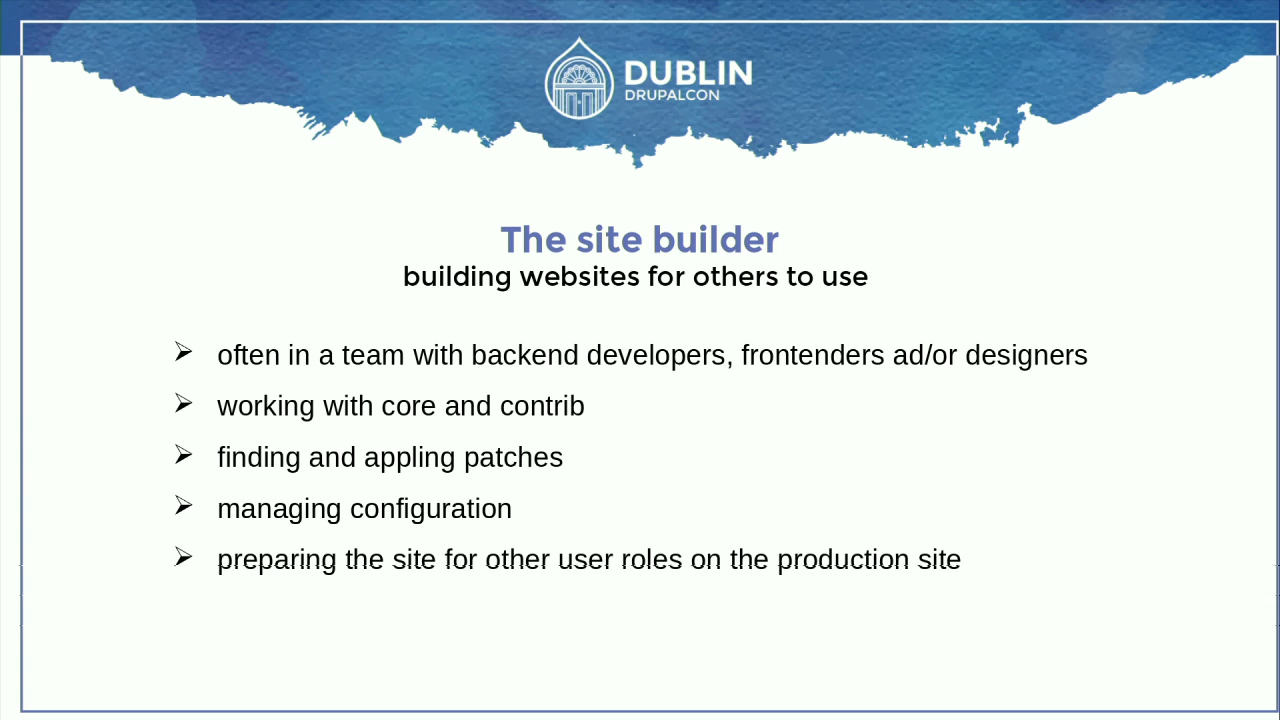 DUBLIN
DRUPALCON
The site builder
building websites for others to use
often in a team with backend developers, frontenders ad/or designers
working with core and contrib
finding and appling patches
managing configuration
preparing the site for other user roles on the production site